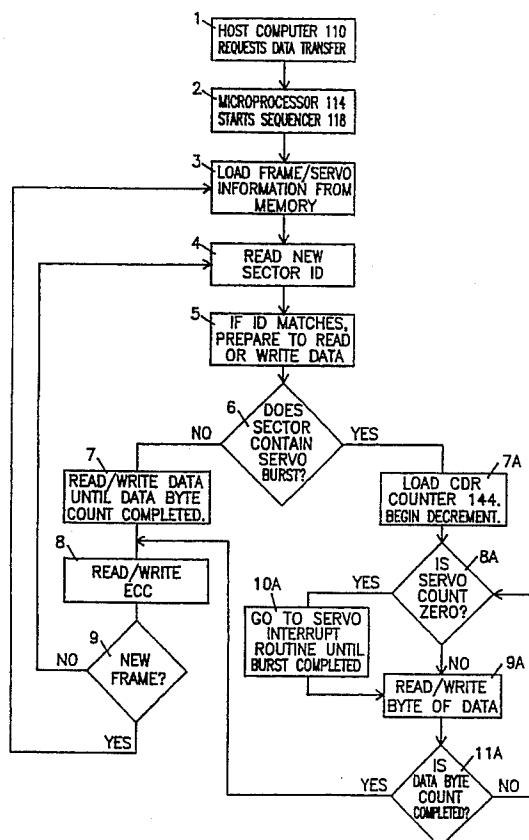 1
HOST COMPUTER 110
REQUESTS DATA TRANSFER
2
MICROPROCESSOR 114
STARTS SEQUENCER 118
3
LOAD FRAME/SERVO
INFORMATION FROM
MEMORY
4
READ NEW
SECTOR ID
5
IF ID MATCHES,
PREPARE TO READ
OR WRITE DATA
6
DOES
SECTOR
CONTAIN
SERVO
BURST?
NO
YES
7
READ/WRITE DATA
UNTIL DATA BYTE
COUNT COMPLETED.
7A
LOAD CDR
COUNTER 144.
BEGIN DECREMENT.
8
READ/WRITE
ECC
8A
IS
SERVO
COUNT
ZERO?
YES
NO
10A
GO TO SERVO
INTERRUPT
ROUTINE UNTIL
BURST COMPLETED
9
NEW
FRAME?
NO
YES
9A
READ/WRITE
BYTE OF DATA
11A
IS
DATA BYTE
COUNT
COMPLETED?
YES
NO